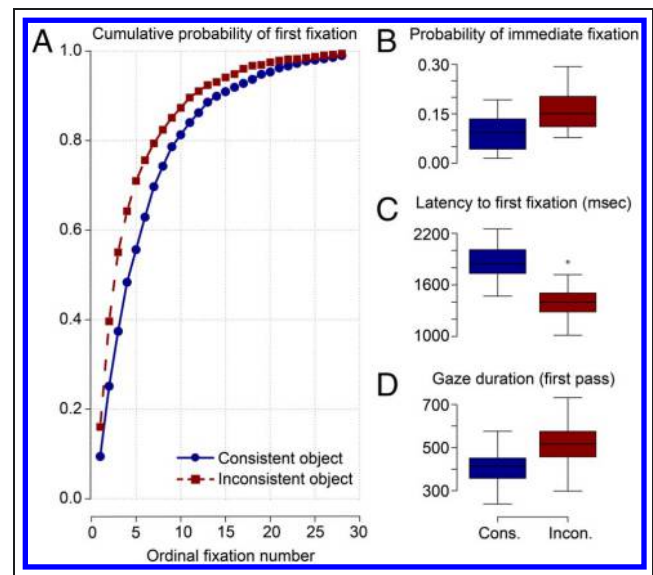 A
Cumulative probability of first fixation
1.0
0.8
0.6
0.4
0.2
0.0
0 5 10 15 20 25 30
Ordinal fixation number
Consistent object
Inconsistent object
B
Probability of immediate fixation
0.30
0.15
0.00
C
Latency to first fixation (msec)
2200
1600
1000
D
Gaze duration (first pass)
700
500
300
Cons. Incon.